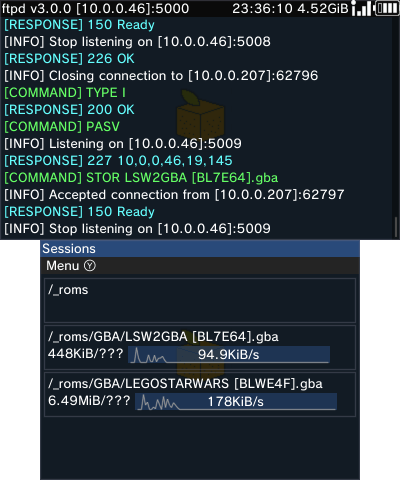 ftpd v3.0.0 [10.0.0.46]:5000 23:36:10 4.52GiB
[RESPONSE] 150 Ready
[INFO] Stop listening on [10.0.0.46]:5008
[RESPONSE] 226 OK
[INFO] Closing connection to [10.0.0.207]:62796
[COMMAND] TYPE I
[RESPONSE] 200 OK
[COMMAND] PASV
[INFO] Listening on [10.0.0.46]:5009
[RESPONSE] 227 10,0,0,46,19,145
[COMMAND] STOR LSW2GBA [BL7E64].gba
[INFO] Accepted connection from [10.0.0.207]:62797
[RESPONSE] 150 Ready
[INFO] Stop listening on [10.0.0.46]:5009
Sessions
Menu Ⓨ
/_roms
/_roms/GBA/LSW2GBA [BL7E64].gba
448KiB/??? 94.9KiB/s
/_roms/GBA/LEGOSTARWARS [BLWE4F].gba
6.49MiB/??? 178KiB/s